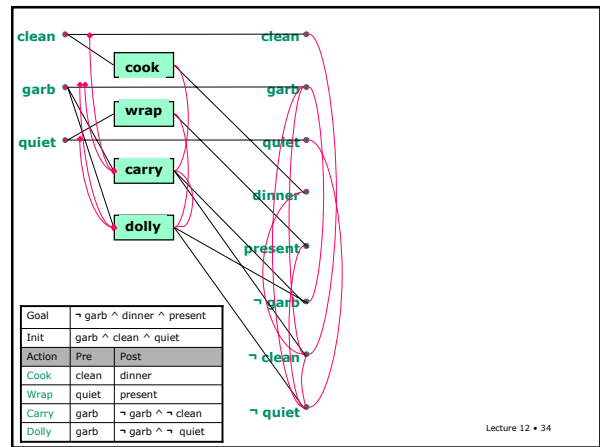 clean clean
cook
garb garb
wrap
quiet quiet
carry
dinner
dolly
present
¬ garb
¬ clean
¬ quiet
Goal ¬ garb ^ dinner ^ present
Init garb ^ clean ^ quiet
Action Pre Post
Cook clean dinner
Wrap quiet present
Carry garb ¬ garb ^ ¬ clean
Dolly garb ¬ garb ^ ¬ quiet
Lecture 12 • 34